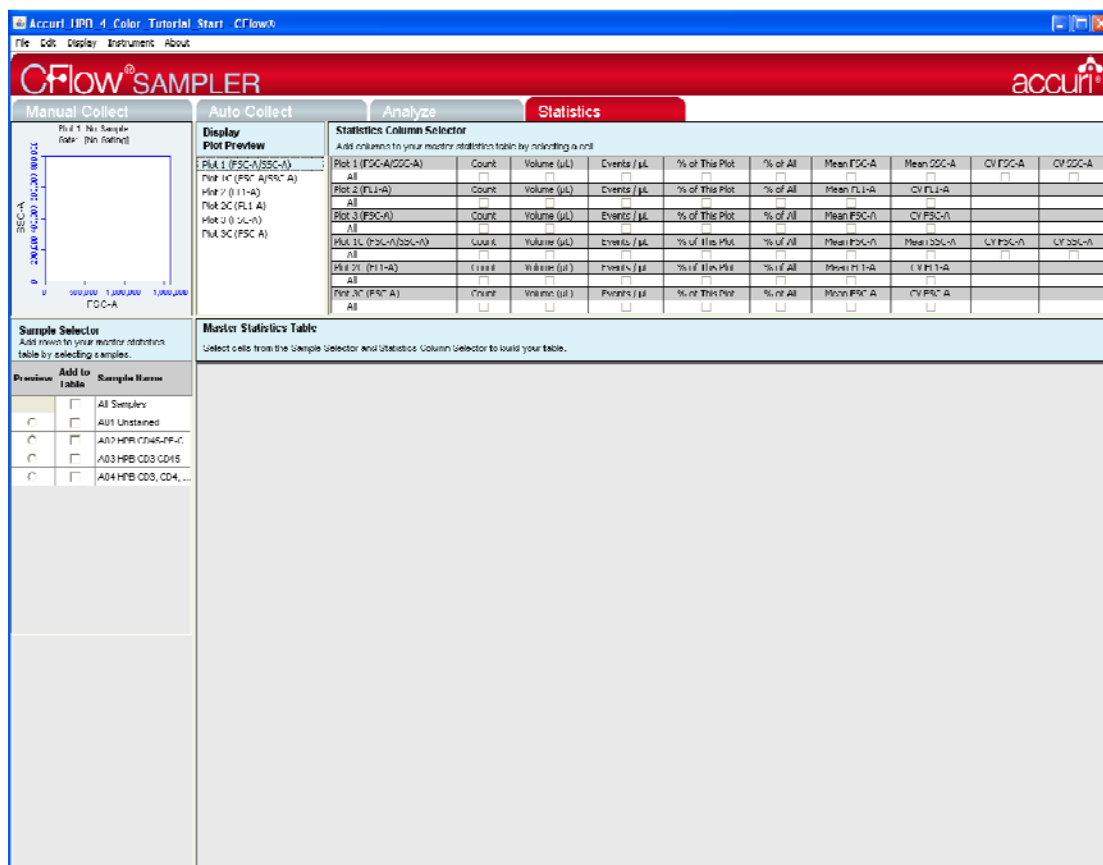 Accuri_HPB_4_Color_Tutorial_Start - CFlow®
File Edit Display Instrument About
CFlow® SAMPLER
accuri®
Manual Collect Auto Collect Analyze Statistics
Plot 1: No Sample
Gate: [No Gating]
SSC-A
FSC-A
0 500,000 1,000,000
Display
Plot Preview
Plot 1 (FSC-A/SSC-A)
Plot 1C (FSC-A/SSC-A)
Plot 2 (FL1-A)
Plot 2C (FL1-A)
Plot 3 (FSC-A)
Plot 3C (FSC-A)
Statistics Column Selector
Add columns to your master statistics table by selecting a cell
Plot 1 (FSC-A/SSC-A) Count Volume (µL) Events / µL % of This Plot % of All Mean FSC-A Mean SSC-A CV FSC-A CV SSC-A
All
Plot 2 (FL1-A) Count Volume (µL) Events / µL % of This Plot % of All Mean FL1-A CV FL1-A
All
Plot 3 (FSC-A) Count Volume (µL) Events / µL % of This Plot % of All Mean FSC-A CV FSC-A
All
Plot 1C (FSC-A/SSC-A) Count Volume (µL) Events / µL % of This Plot % of All Mean FSC-A Mean SSC-A CV FSC-A CV SSC-A
All
Plot 2C (FL1-A) Count Volume (µL) Events / µL % of This Plot % of All Mean FL1-A CV FL1-A
All
Plot 3C (FSC-A) Count Volume (µL) Events / µL % of This Plot % of All Mean FSC-A CV FSC-A
All
Sample Selector
Add rows to your master statistics
table by selecting samples.
Master Statistics Table
Select cells from the Sample Selector and Statistics Column Selector to build your table.
Preview Add to Table Sample Name
All Samples
A01 Unstained
A02 HPB CD45-PE-C
A03 HPB CD3 CD45
A04 HPB CD3, CD4, ...